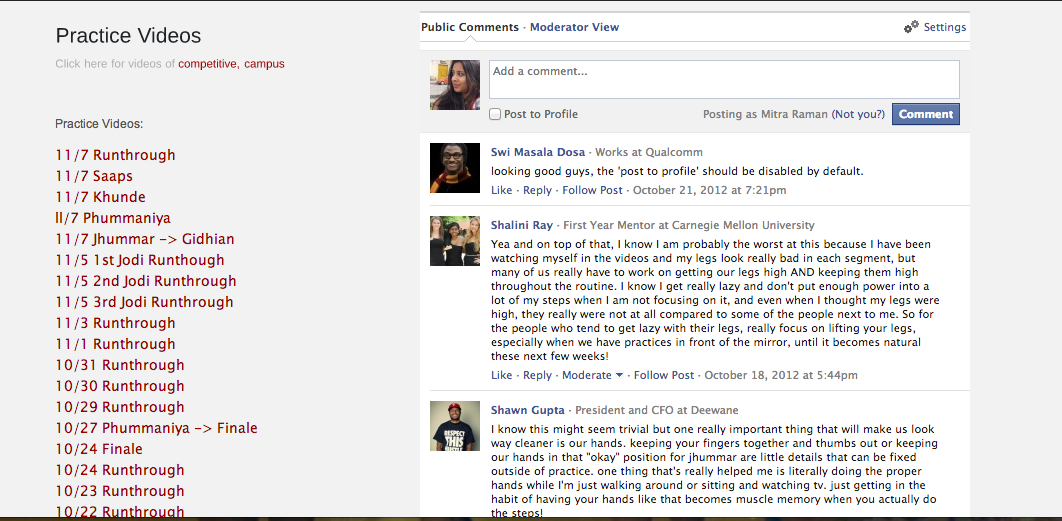 Practice Videos
Click here for videos of competitive, campus
Practice Videos:
11/7 Runthrough
11/7 Saaps
11/7 Khunde
ll/7 Phummaniya
11/7 Jhummar -> Gidhian
11/5 1st Jodi Runthough
11/5 2nd Jodi Runthrough
11/5 3rd Jodi Runthrough
11/3 Runthrough
11/1 Runthrough
10/31 Runthrough
10/30 Runthrough
10/29 Runthrough
10/27 Phummaniya -> Finale
10/24 Finale
10/24 Runthrough
10/23 Runthrough
10/22 Runthrough
Public Comments · Moderator View
Settings
Add a comment...
Post to Profile
Posting as Mitra Raman (Not you?)
Comment
Swi Masala Dosa · Works at Qualcomm
looking good guys, the 'post to profile' should be disabled by default.
Like · Reply · Follow Post · October 21, 2012 at 7:21pm
Shalini Ray · First Year Mentor at Carnegie Mellon University
Yea and on top of that, I know I am probably the worst at this because I have been
watching myself in the videos and my legs look really bad in each segment, but
many of us really have to work on getting our legs high AND keeping them high
throughout the routine. I know I get really lazy and don't put enough power into a
lot of my steps when I am not focusing on it, and even when I thought my legs were
high, they really were not at all compared to some of the people next to me. So for
the people who tend to get lazy with their legs, really focus on lifting your legs,
especially when we have practices in front of the mirror, until it becomes natural
these next few weeks!
Like · Reply · Moderate · Follow Post · October 18, 2012 at 5:44pm
Shawn Gupta · President and CFO at Deewane
RESPECT
THIS
I know this might seem trivial but one really important thing that will make us look
way cleaner is our hands. keeping your fingers together and thumbs out or keeping
our hands in that "okay" position for jhummar are little details that can be fixed
outside of practice. one thing that's really helped me is literally doing the proper
hands while I'm just walking around or sitting and watching tv. just getting in the
habit of having your hands like that becomes muscle memory when you actually do
the steps!